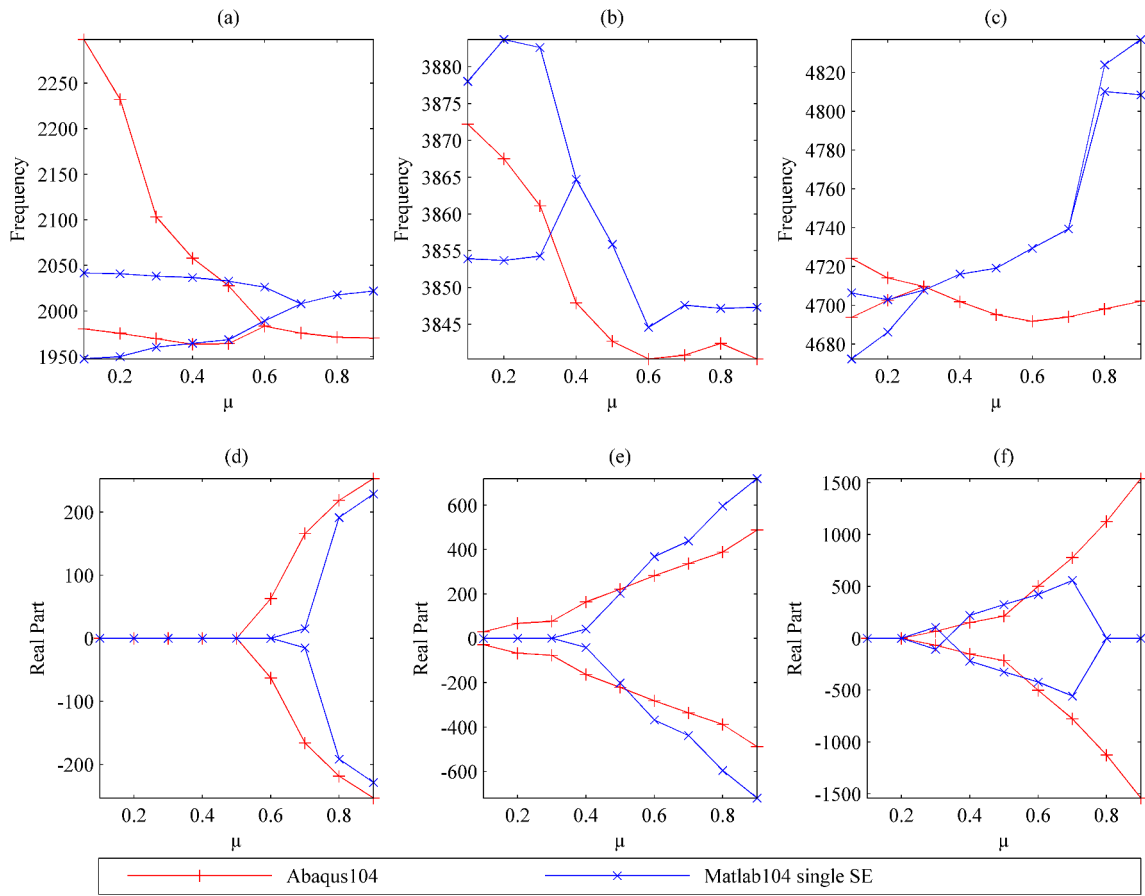 (a)
2250
2200
2150
2100
2050
2000
1950
Frequency
0.2 0.4 0.6 0.8
μ
(b)
3880
3875
3870
3865
3860
3855
3850
3845
Frequency
0.2 0.4 0.6 0.8
μ
(c)
4820
4800
4780
4760
4740
4720
4700
4680
Frequency
0.2 0.4 0.6 0.8
μ
(d)
200
100
0
-100
-200
Real Part
0.2 0.4 0.6 0.8
μ
(e)
600
400
200
0
-200
-400
-600
Real Part
0.2 0.4 0.6 0.8
μ
(f)
1500
1000
500
0
-500
-1000
-1500
Real Part
0.2 0.4 0.6 0.8
μ
Abaqus104
Matlab104 single SE